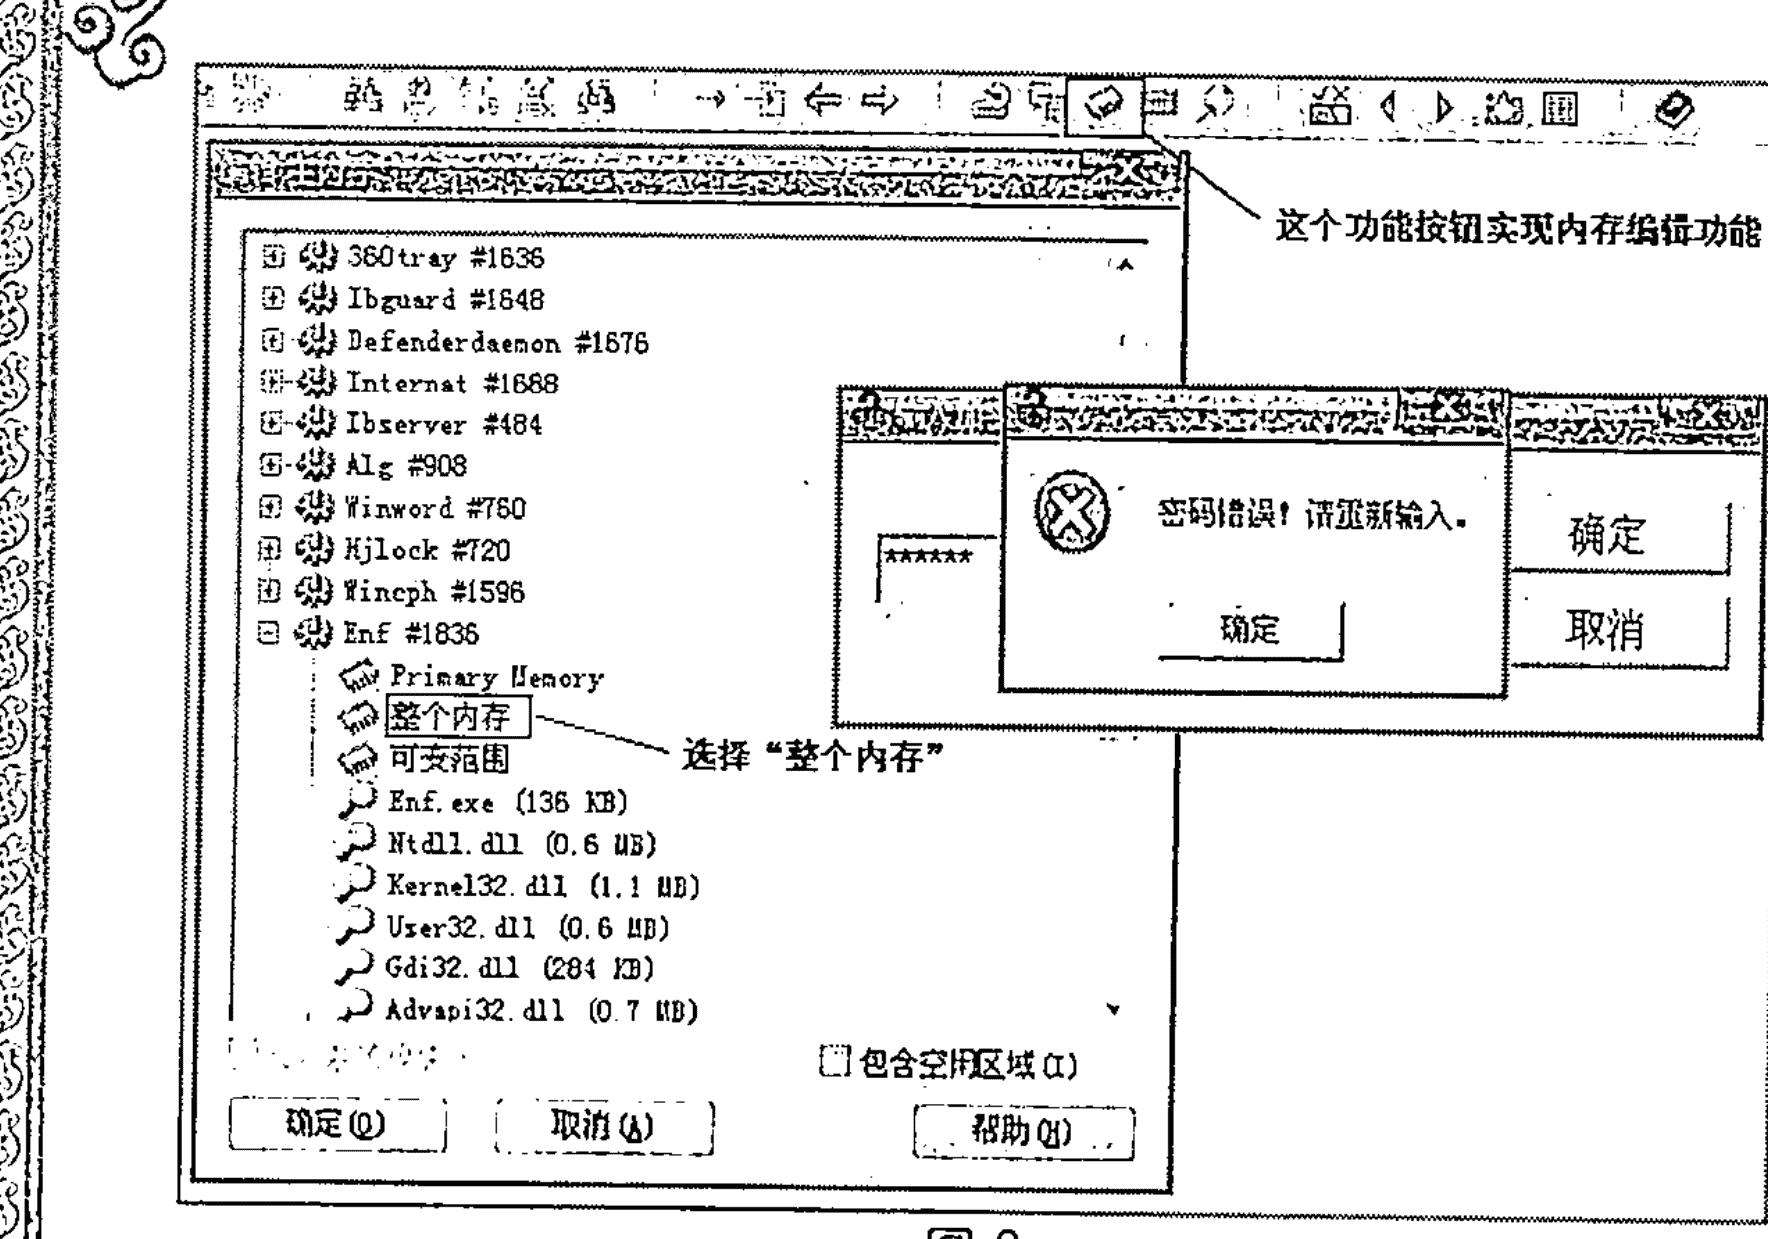 这个功能按钮实现内存编辑功能
360tray #1636
Ibguard #1648
Defenderdaemon #1676
Internat #1688
Ibserver #484
Alg #908
Winword #760
Hjlock #720
Wincph #1596
Enf #1836
Primary Memory
整个内存
选择“整个内存”
可变范围
Enf.exe (136 KB)
Ntdll.dll (0.6 MB)
Kernel32.dll (1.1 MB)
User32.dll (0.6 MB)
Gdi32.dll (284 KB)
Advapi32.dll (0.7 MB)
密码错误！请重新输入。
******
确定
确定
取消
包含空闲区域(I)
确定(O)
取消(A)
帮助(H)